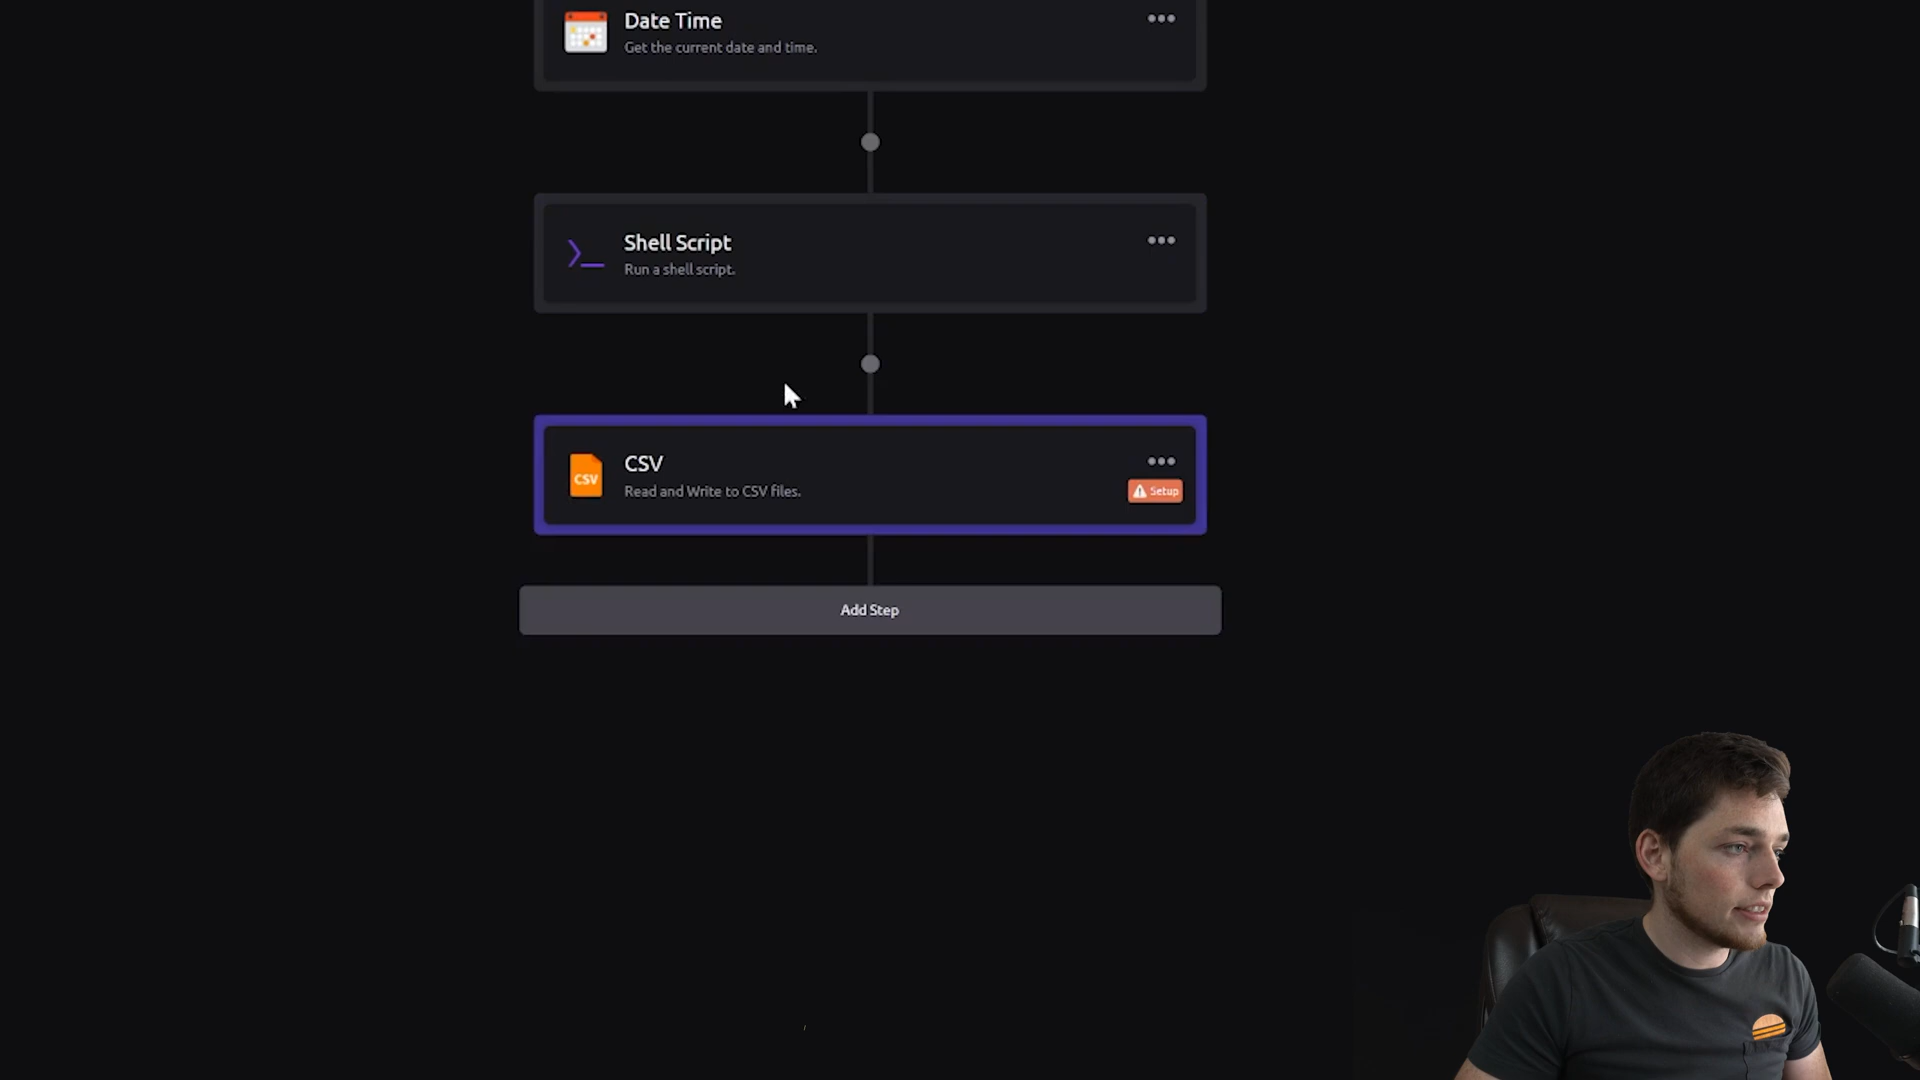 Date Time
Get the current date and time.
Shell Script
Run a shell script.
CSV
CSV
Read and Write to CSV files.
Setup
Add Step